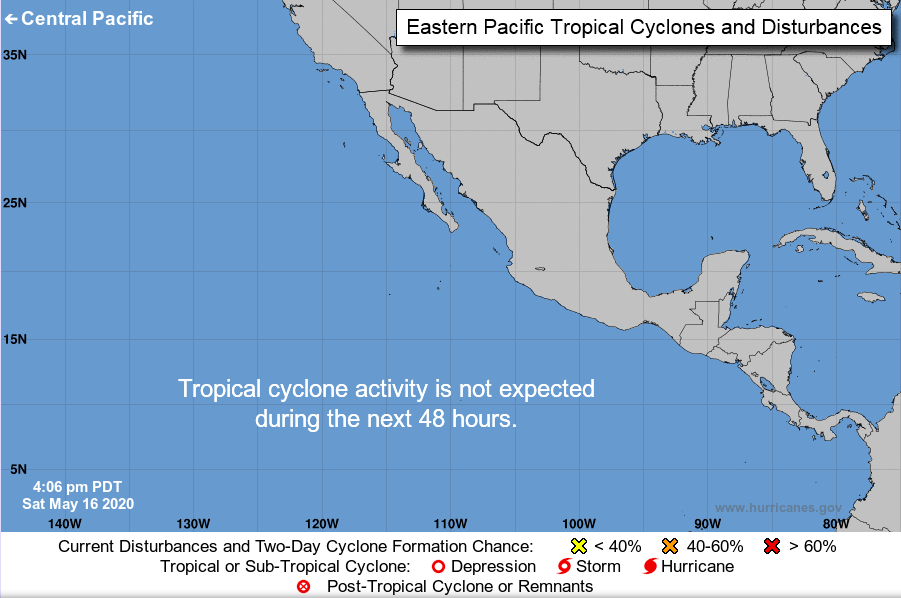 ←Central Pacific
Eastern Pacific Tropical Cyclones and Disturbances
35N
25N
15N
Tropical cyclone activity is not expected
during the next 48 hours.
5N
4:06 pm PDT
Sat May 16 2020
www.hurricanes.gov
140W 130W 120W 110W 100W 90W 80W
Current Disturbances and Two-Day Cyclone Formation Chance: < 40% 40-60% > 60%
Tropical or Sub-Tropical Cyclone: Depression Storm Hurricane
Post-Tropical Cyclone or Remnants